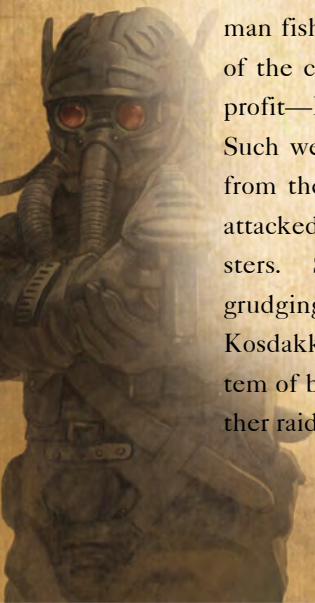 man fish
of the c
profit—
Such we
from the
attacked
sters. S
grudging
Kosdakk
tem of b
ther raid